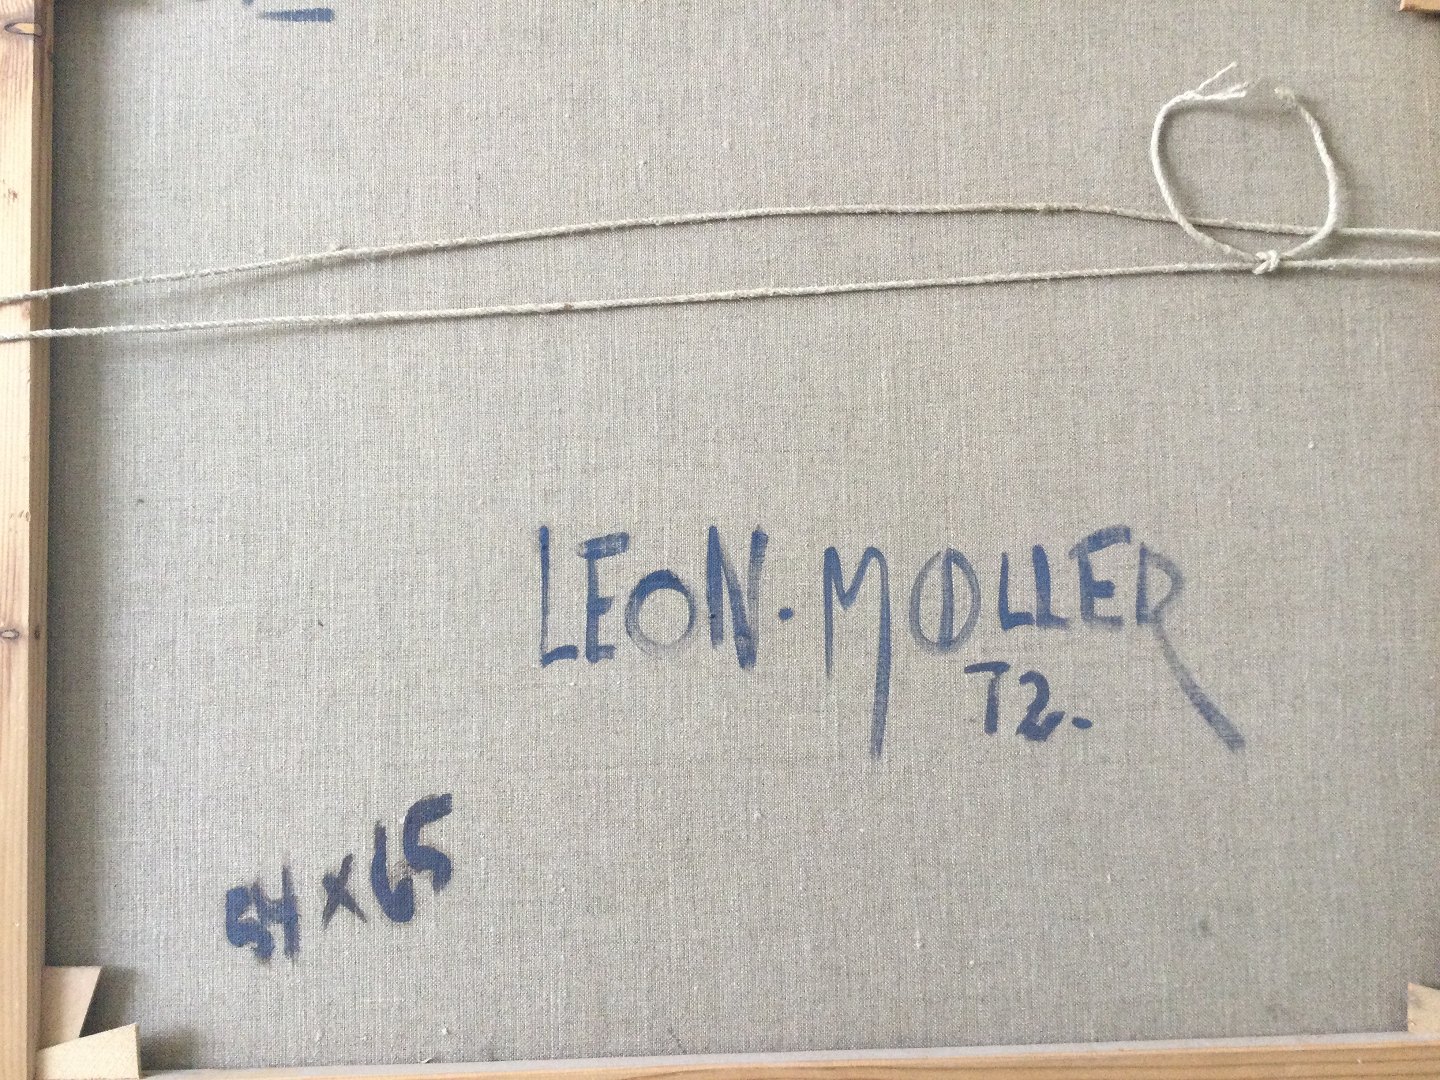 LEON. MØLLER
72.
54 x 65